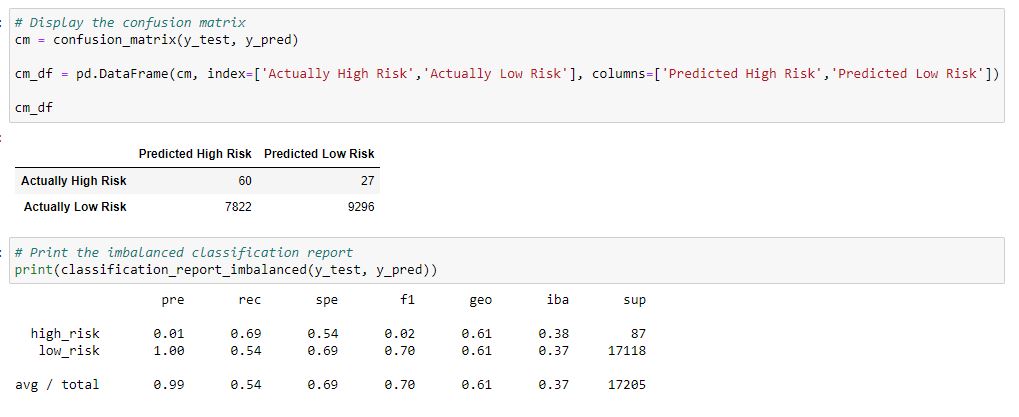 # Display the confusion matrix
cm = confusion_matrix(y_test, y_pred)
cm_df = pd.DataFrame(cm, index=['Actually High Risk','Actually Low Risk'], columns=['Predicted High Risk','Predicted Low Risk'])
cm_df
Predicted High Risk Predicted Low Risk
Actually High Risk 60 27
Actually Low Risk 7822 9296
# Print the imbalanced classification report
print(classification_report_imbalanced(y_test, y_pred))
pre rec spe f1 geo iba sup
high_risk 0.01 0.69 0.54 0.02 0.61 0.38 87
low_risk 1.00 0.54 0.69 0.70 0.61 0.37 17118
avg / total 0.99 0.54 0.69 0.70 0.61 0.37 17205